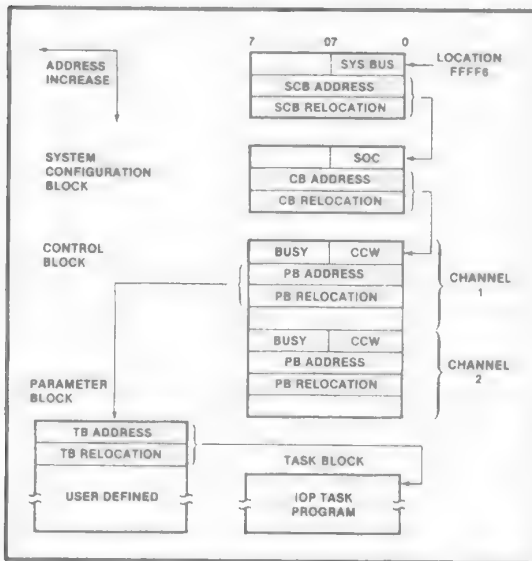 7 07 0
ADDRESS
INCREASE
SYS BUS
LOCATION
FFFF6
SCB ADDRESS
SCB RELOCATION
SYSTEM
CONFIGURATION
BLOCK
SOC
CB ADDRESS
CB RELOCATION
CONTROL
BLOCK
BUSY CCW
PB ADDRESS
PB RELOCATION
CHANNEL
1
BUSY CCW
PB ADDRESS
PB RELOCATION
CHANNEL
2
PARAMETER
BLOCK
TB ADDRESS
TB RELOCATION
USER DEFINED
TASK BLOCK
IOP TASK
PROGRAM